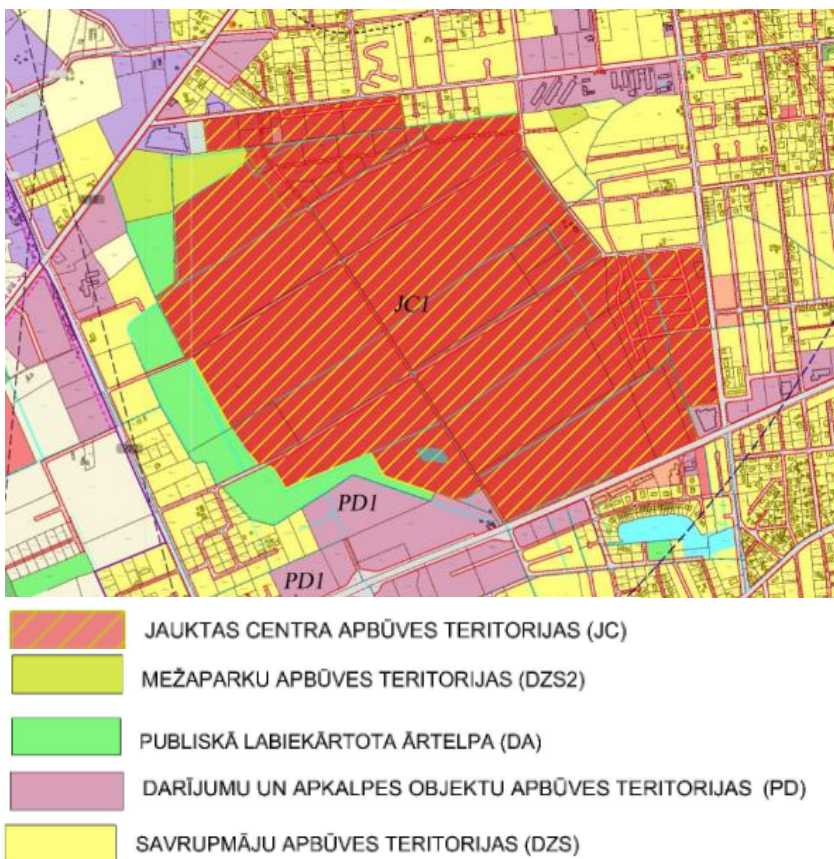 JC1
PD1
PD1
JAUKTAS CENTRA APBŪVES TERITORIJAS (JC)
MEŽAPARKU APBŪVES TERITORIJAS (DZS2)
PUBLISKĀ LABIEKĀRTOTA ĀRTELPA (DA)
DARĪJUMU UN APKALPES OBJEKTU APBŪVES TERITORIJAS (PD)
SAVRUPMĀJU APBŪVES TERITORIJAS (DZS)